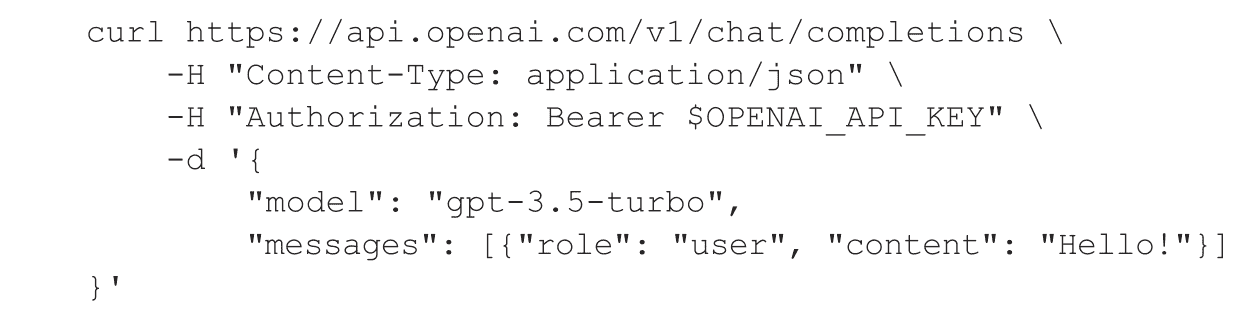 curl https://api.openai.com/v1/chat/completions \
    -H "Content-Type: application/json" \
    -H "Authorization: Bearer $OPENAI_API_KEY" \
    -d '{
        "model": "gpt-3.5-turbo",
        "messages": [{"role": "user", "content": "Hello!"}]
}'